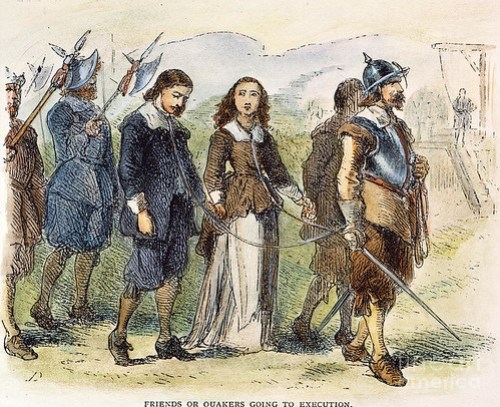 FRIENDS OR QUAKERS GOING TO EXECUTION.